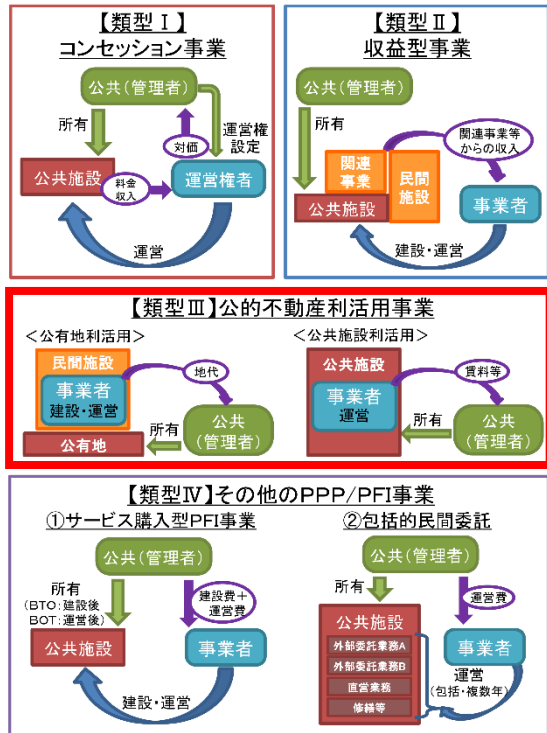 【類型Ⅰ】
コンセッション事業
公共(管理者)
所有
対価
運営権
設定
公共施設
料金
収入
運営権者
運営
【類型Ⅱ】
収益型事業
公共(管理者)
所有
関連事業等
からの収入
関連
事業
民間
施設
公共施設
事業者
建設・運営
【類型Ⅲ】公的不動産利活用事業
＜公有地利活用＞
民間施設
事業者
建設・運営
地代
公有地
所有
公共
(管理者)
＜公共施設利活用＞
公共施設
事業者
運営
賃料等
所有
公共
(管理者)
【類型Ⅳ】その他のPPP/PFI事業
①サービス購入型PFI事業
公共(管理者)
所有
(BTO:建設後
BOT:運営後)
建設費＋
運営費
公共施設
事業者
建設・運営
②包括的民間委託
公共(管理者)
所有
運営費
公共施設
外部委託業務A
外部委託業務B
直営業務
修繕等
事業者
運営
(包括・複数年)